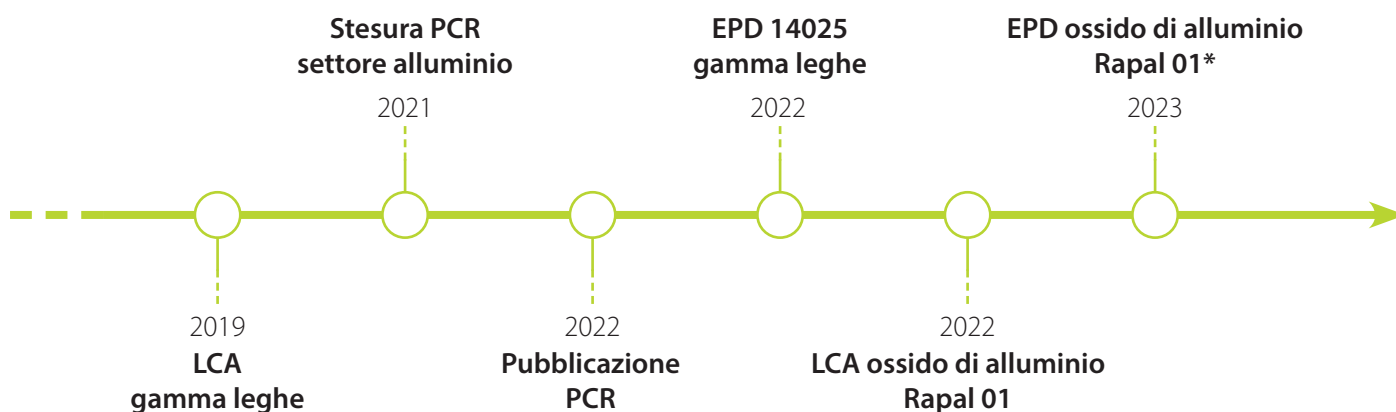 Stesura PCR
settore alluminio
2021
EPD 14025
gamma leghe
2022
EPD ossido di alluminio
Rapal 01*
2023
2019
LCA
gamma leghe
2022
Pubblicazione
PCR
2022
LCA ossido di alluminio
Rapal 01